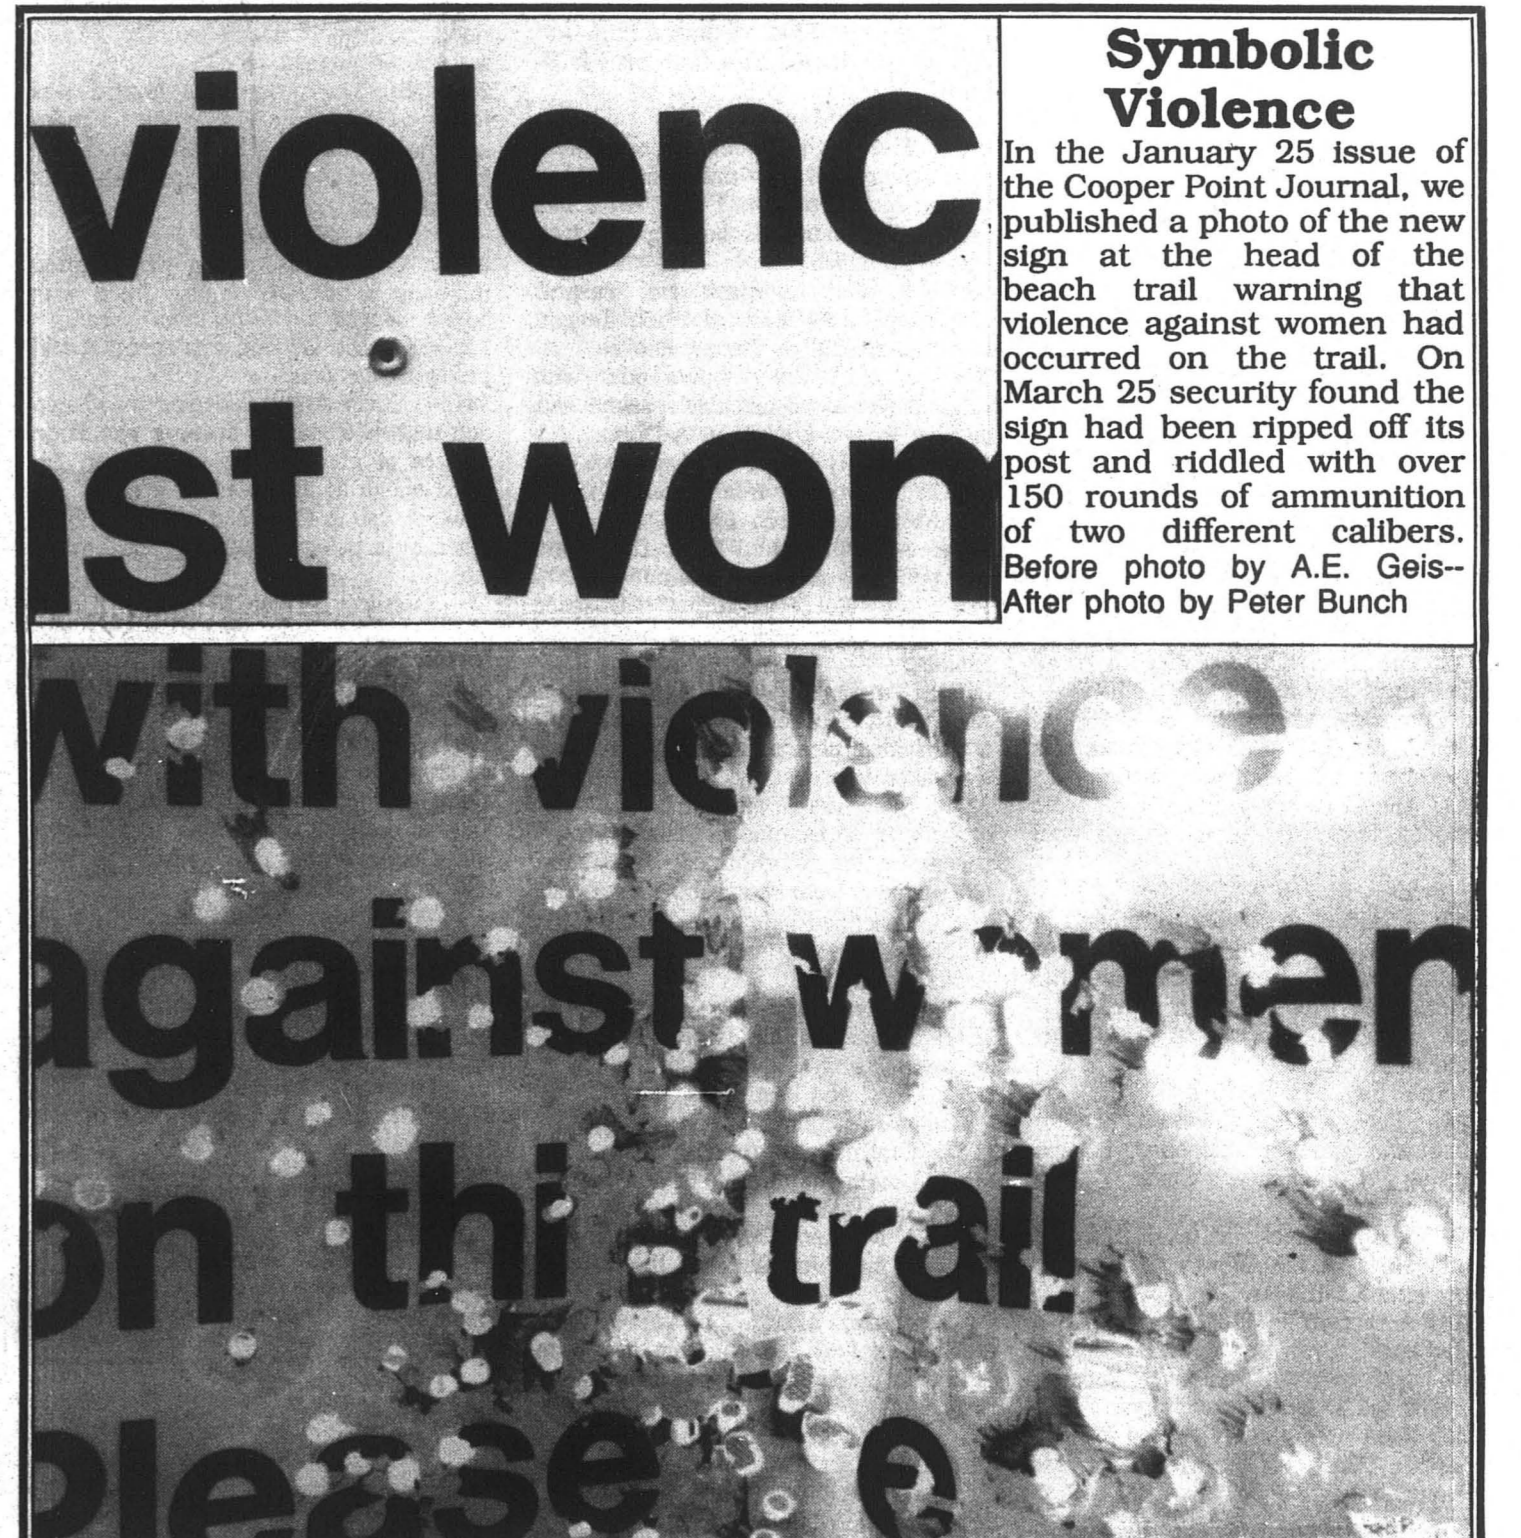 violenc
st won
Symbolic
Violence
In the January 25 issue of
the Cooper Point Journal, we
published a photo of the new
sign at the head of the
beach trail warning that
violence against women had
occurred on the trail. On
March 25 security found the
sign had been ripped off its
post and riddled with over
150 rounds of ammunition
of two different calibers.
Before photo by A.E. Geis--
After photo by Peter Bunch
with violence
against women
on thi trail
Please e